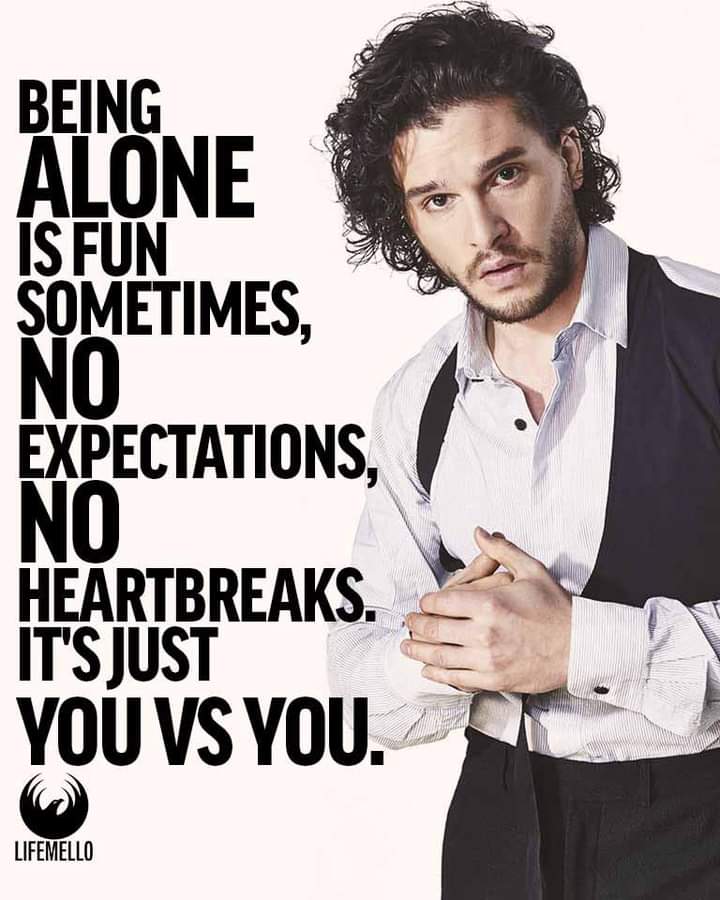 BEING
ALONE
IS FUN
SOMETIMES,
NO
EXPECTATIONS,
NO
HEARTBREAKS.
IT'S JUST
YOU VS YOU.
LIFEMELLO